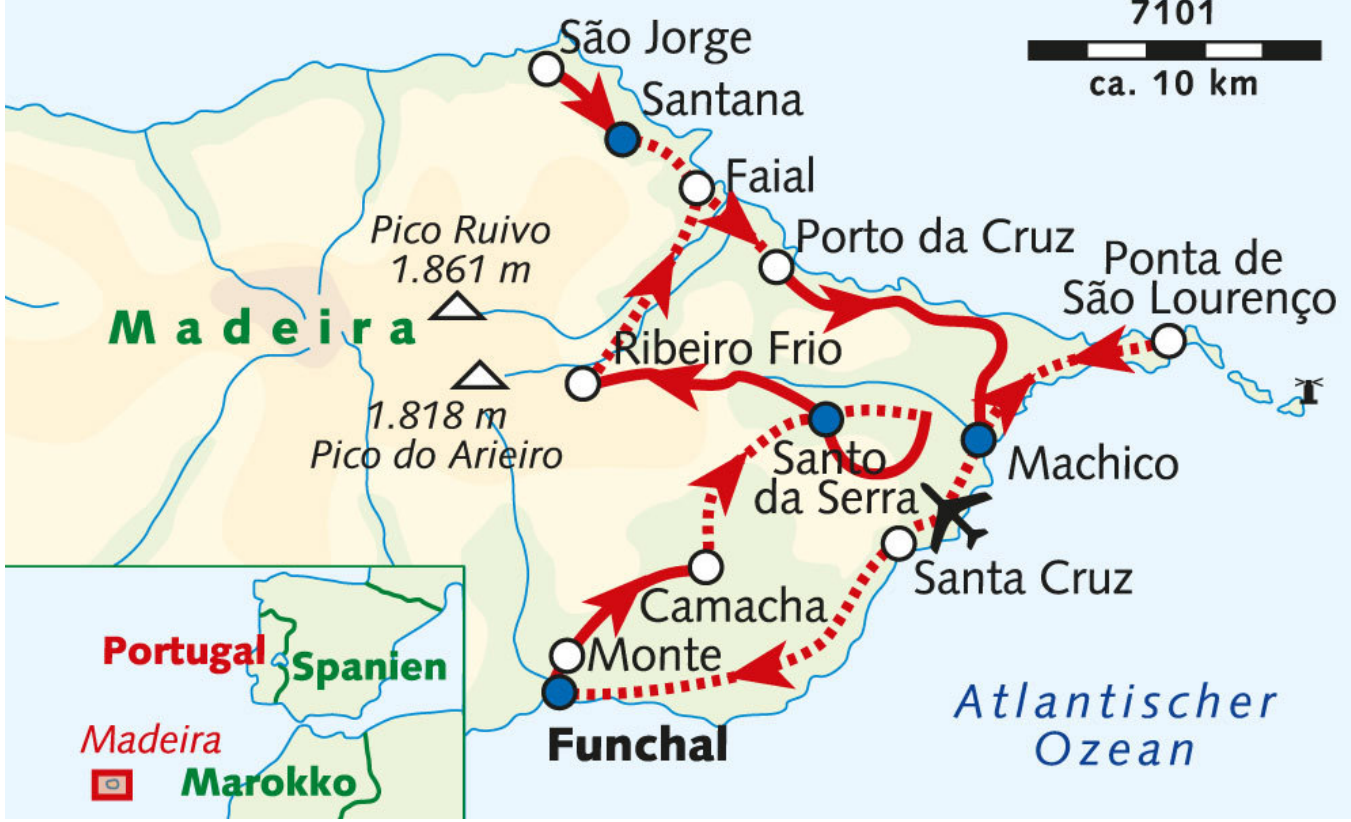 7101
ca. 10 km
São Jorge
Santana
Faial
Pico Ruivo
1.861 m
Porto da Cruz
Ponta de
São Lourenço
Madeira
Ribeiro Frio
1.818 m
Pico do Arieiro
Santo
da Serra
Machico
Santa Cruz
Camacha
Monte
Funchal
Portugal
Spanien
Madeira
Marokko
Atlantischer
Ozean